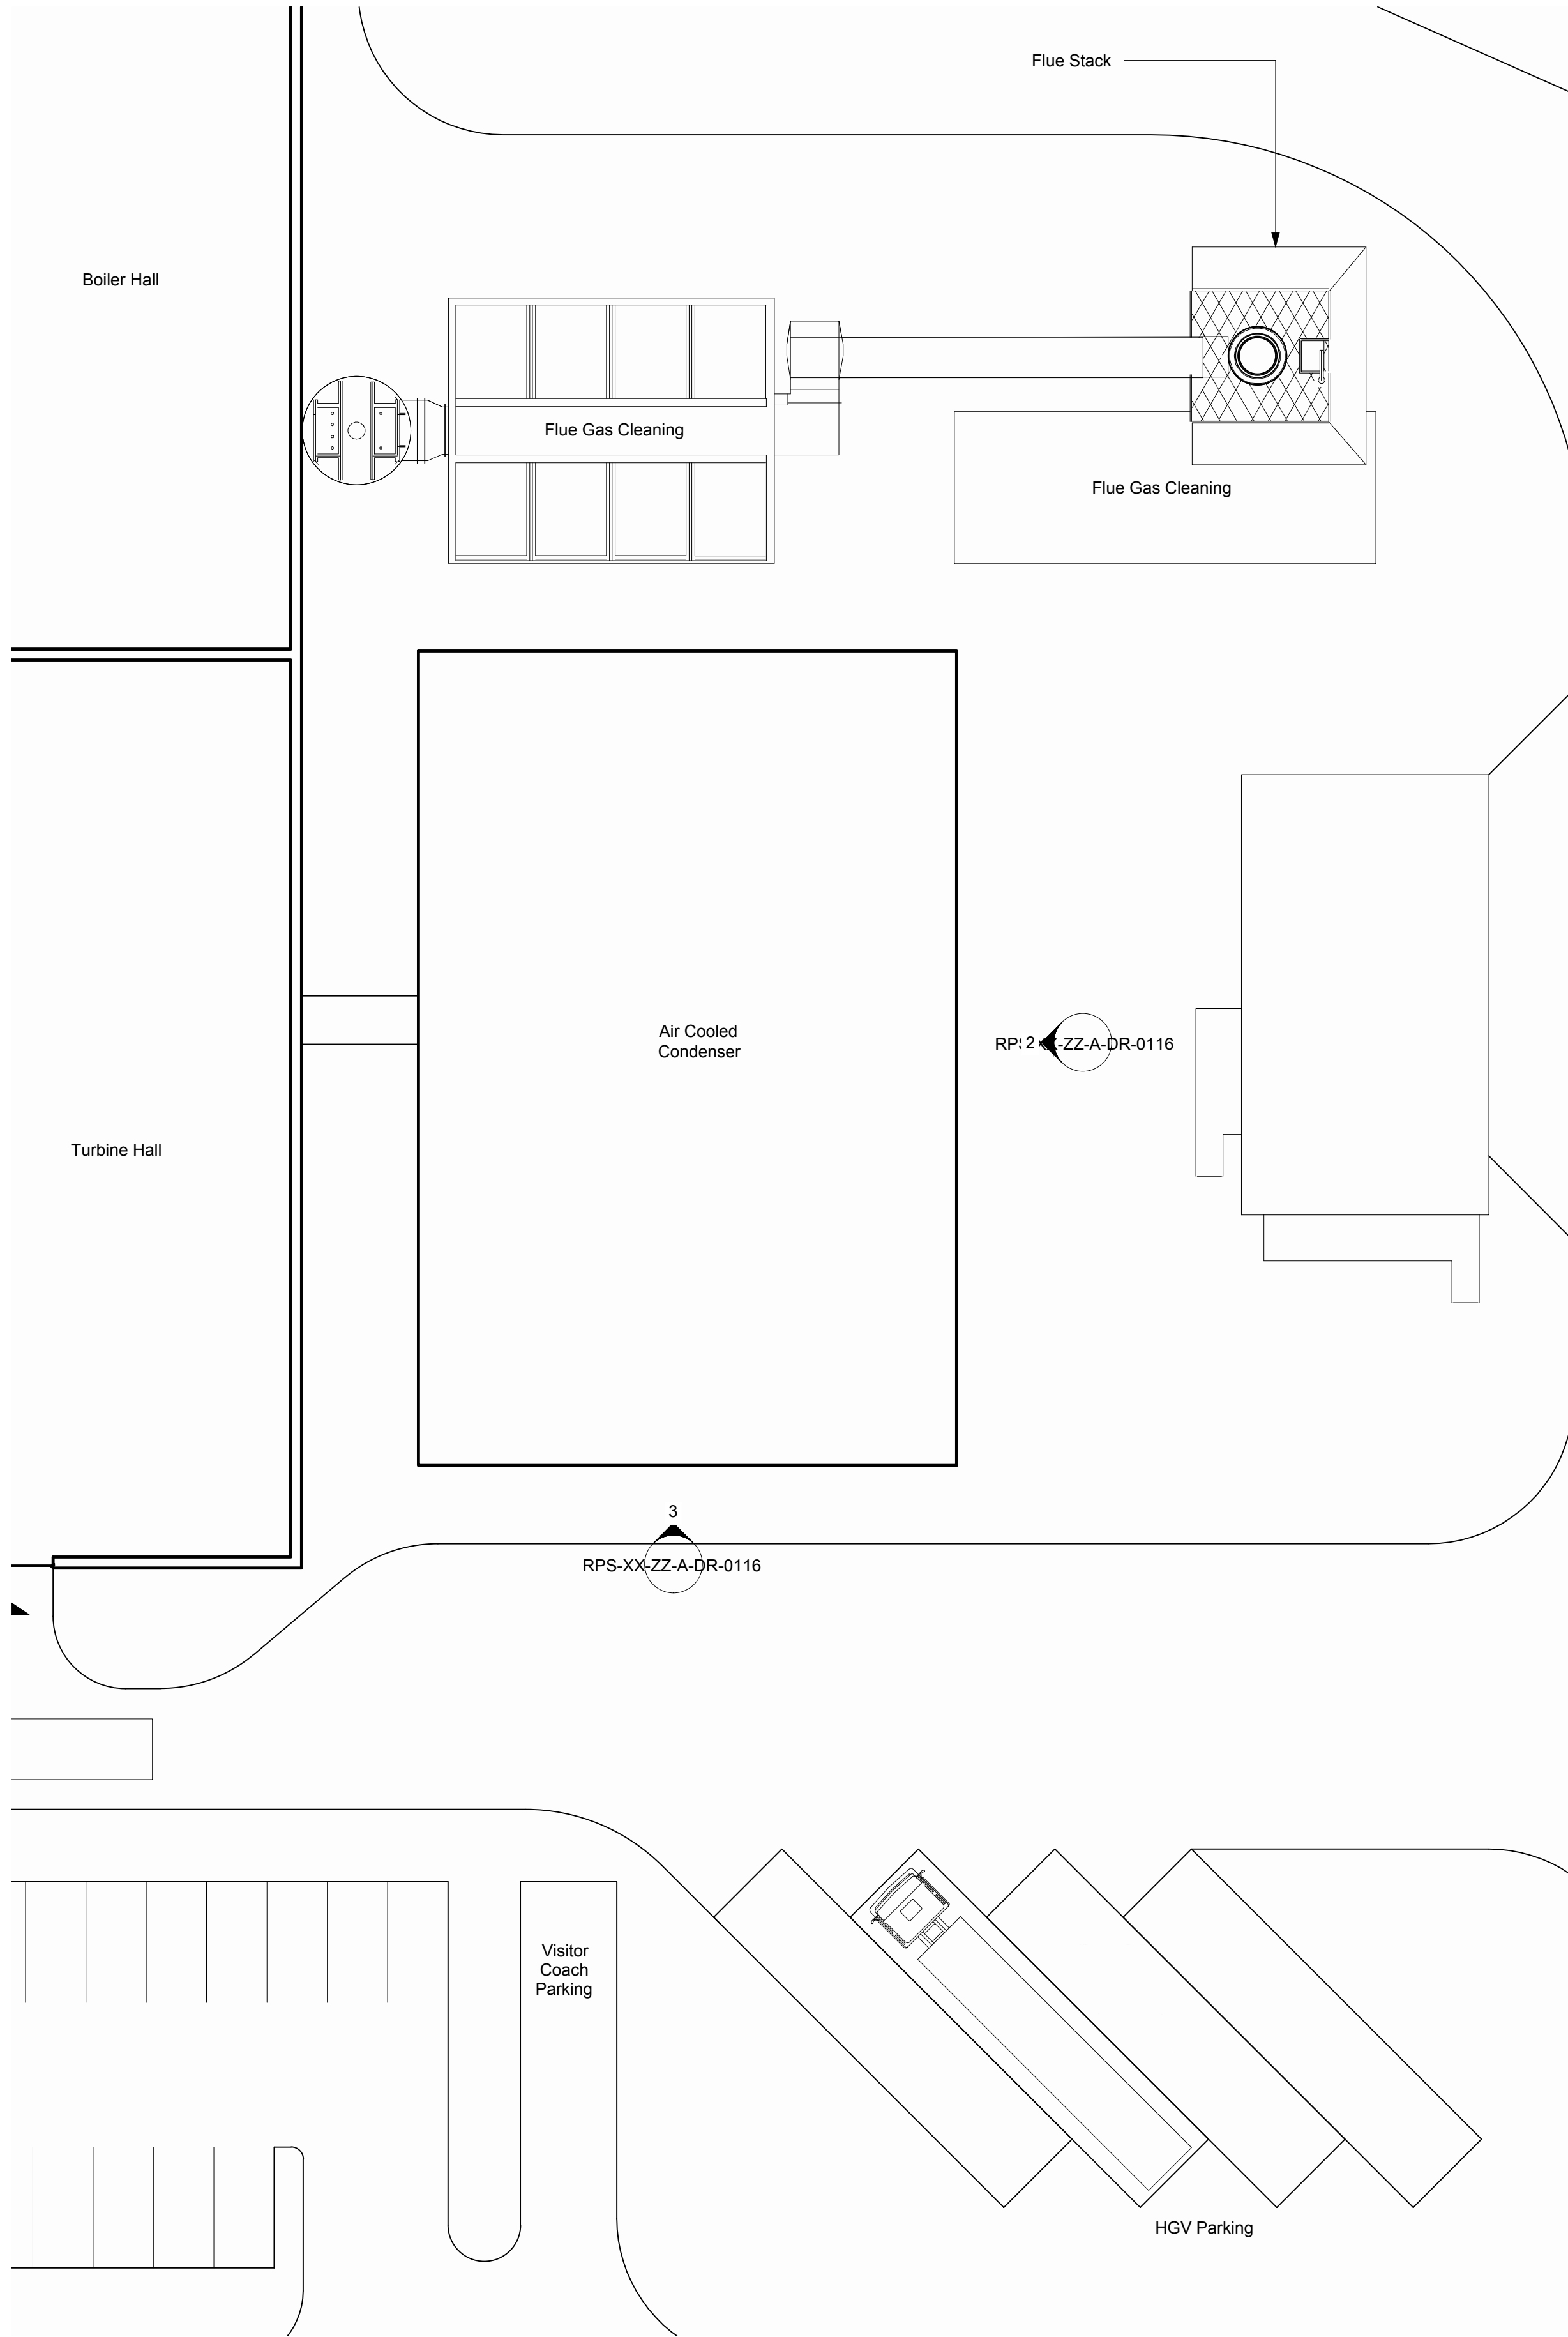 Flue Stack
Boiler Hall
Flue Gas Cleaning
Flue Gas Cleaning
Air Cooled
Condenser
2
-ZZ-A-DR-0116
Turbine Hall
3
RPS-XX-ZZ-A-DR-0116
Visitor
Coach
Parking
HGV Parking